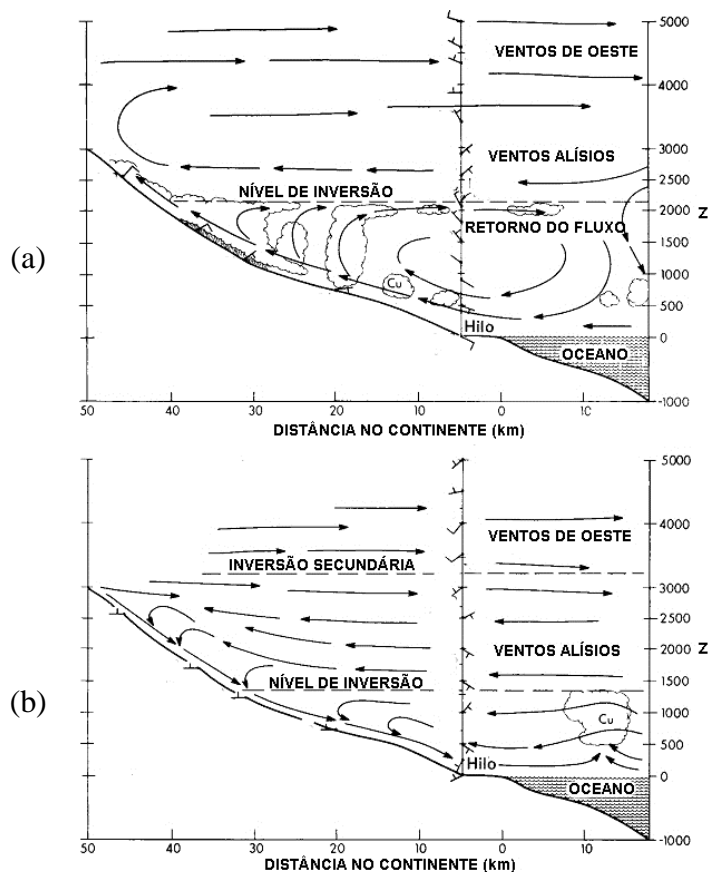 5000
VENTOS DE OESTE
4000
3000
VENTOS ALÍSIOS
2500
NÍVEL DE INVERSÃO
2000
Z
RETORNO DO FLUXO
(a)
1500
1000
Cu
500
Hilo
0
OCEANO
-1000
50 40 30 20 10 0 10
DISTÂNCIA NO CONTINENTE (km)
5000
VENTOS DE OESTE
4000
INVERSÃO SECUNDÁRIA
3000
2500
VENTOS ALÍSIOS
Z
2000
NÍVEL DE INVERSÃO
1500
(b)
Cu
1000
500
Hilo
0
OCEANO
-1000
50 40 30 20 10 0 10
DISTÂNCIA NO CONTINENTE (km)